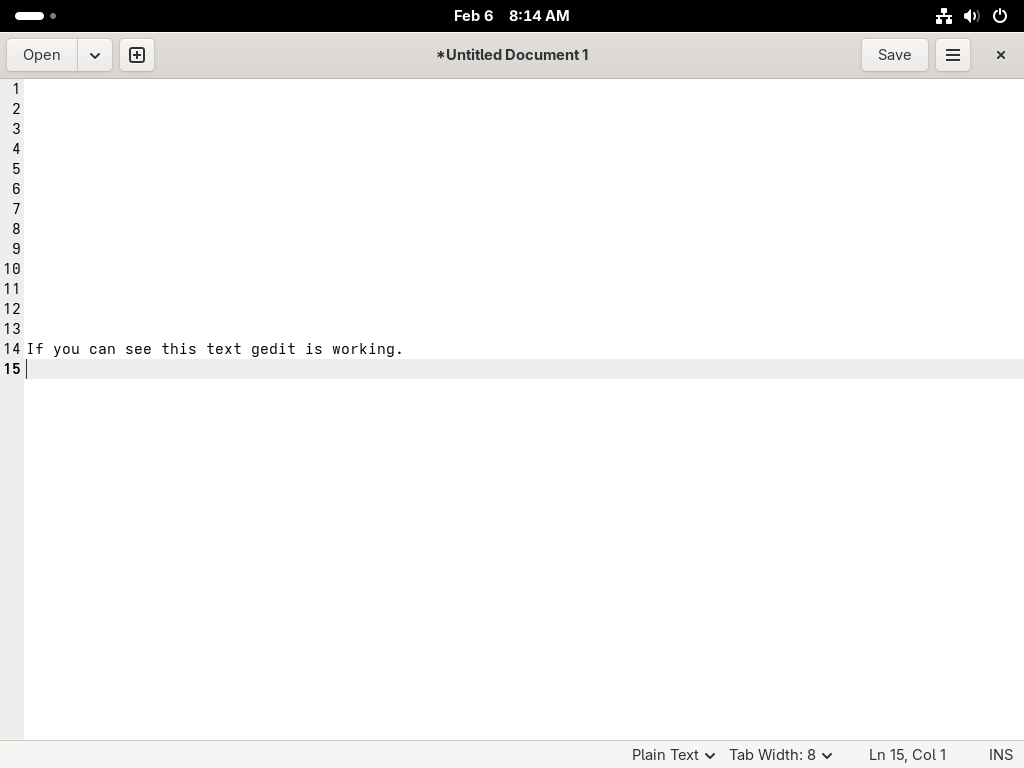 Feb 6 8:14 AM
Open
*Untitled Document 1
Save
1
2
3
4
5
6
7
8
9
10
11
12
13
14 If you can see this text gedit is working.
15
Plain Text Tab Width: 8 Ln 15, Col 1 INS